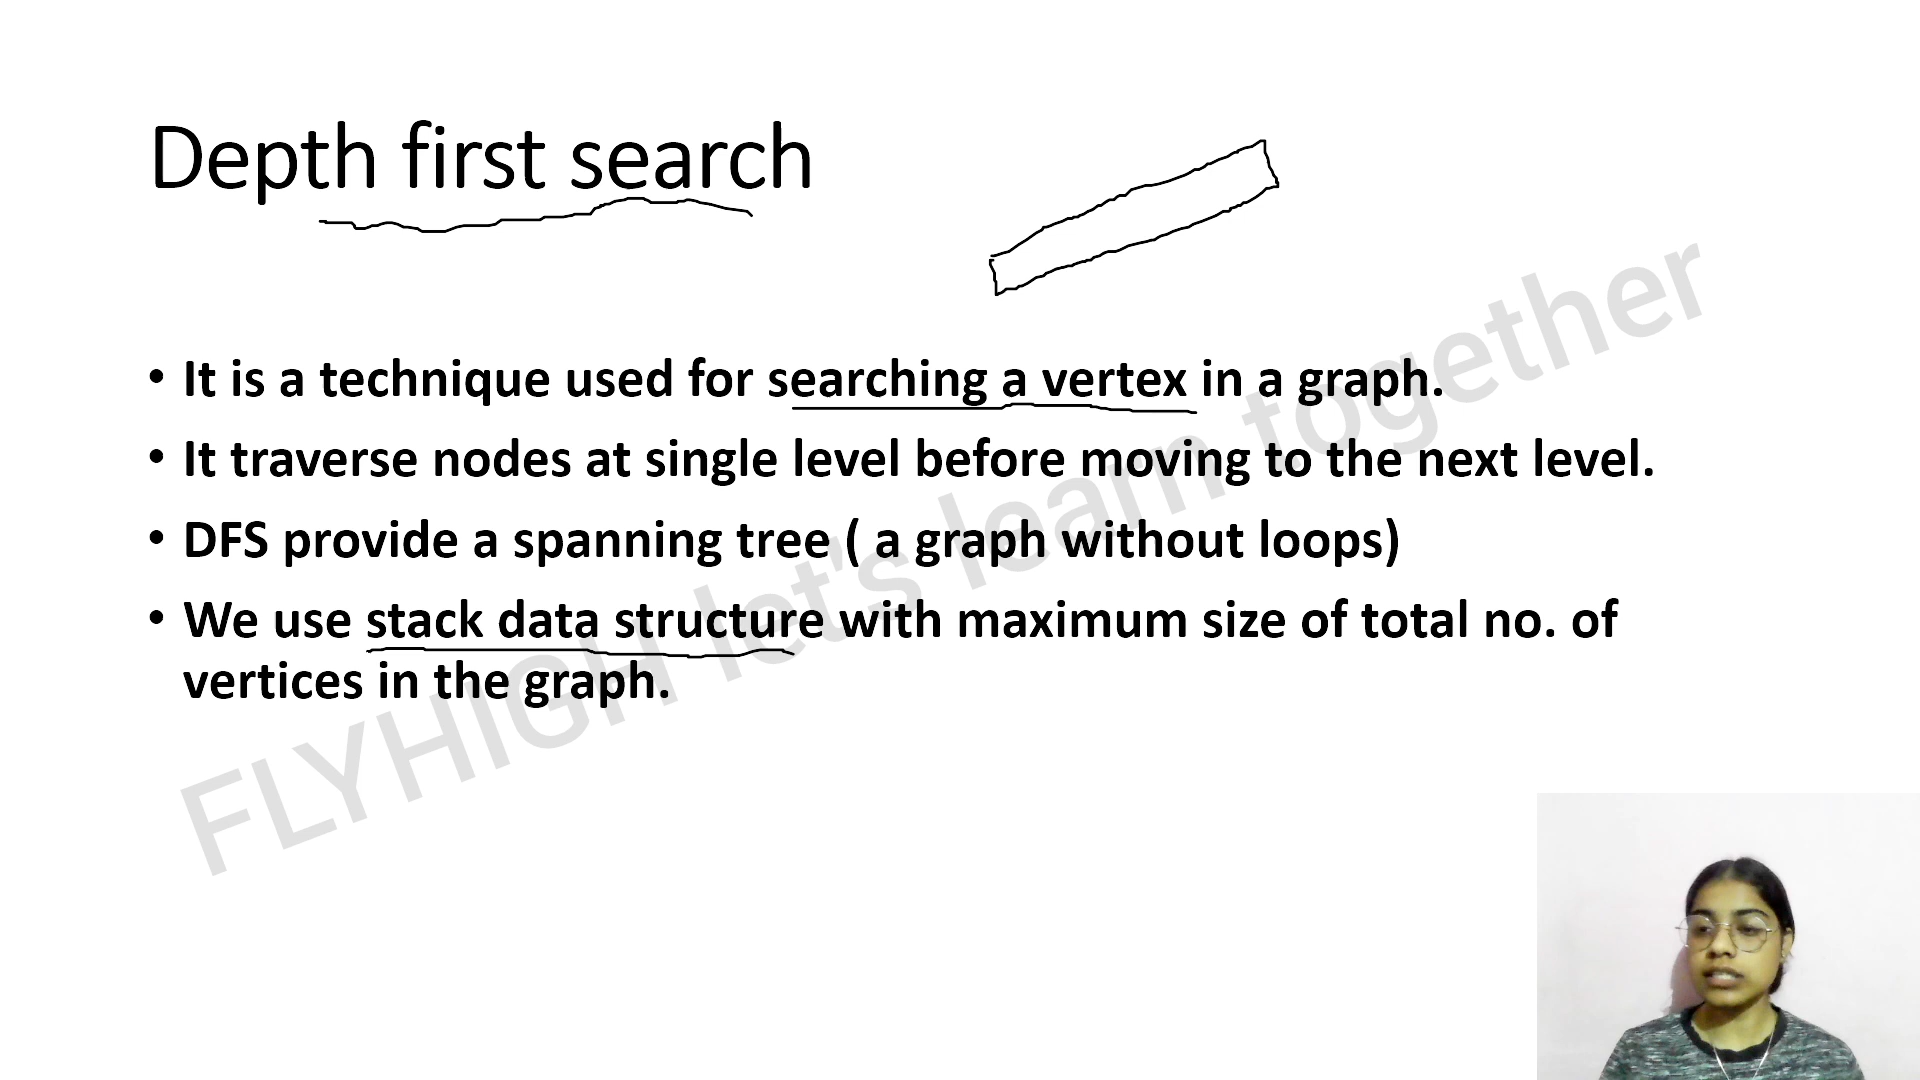 Depth first search
• It is a technique used for searching a vertex in a graph.
• It traverse nodes at single level before moving to the next level.
• DFS provide a spanning tree ( a graph without loops)
• We use stack data structure with maximum size of total no. of
vertices in the graph.
FLYHIGH let's learn together